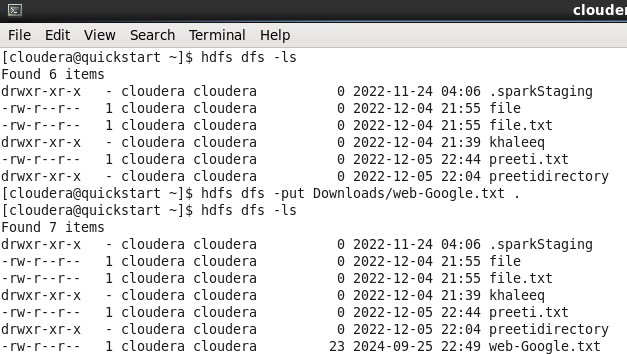 cloude
File Edit View Search Terminal Help
[cloudera@quickstart ~]$ hdfs dfs -ls
Found 6 items
drwxr-xr-x   - cloudera cloudera          0 2022-11-24 04:06 .sparkStaging
-rw-r--r--   1 cloudera cloudera          0 2022-12-04 21:55 file
-rw-r--r--   1 cloudera cloudera          0 2022-12-04 21:55 file.txt
drwxr-xr-x   - cloudera cloudera          0 2022-12-04 21:39 khaleeq
-rw-r--r--   1 cloudera cloudera          0 2022-12-05 22:44 preeti.txt
drwxr-xr-x   - cloudera cloudera          0 2022-12-05 22:04 preetidirectory
[cloudera@quickstart ~]$ hdfs dfs -put Downloads/web-Google.txt .
[cloudera@quickstart ~]$ hdfs dfs -ls
Found 7 items
drwxr-xr-x   - cloudera cloudera          0 2022-11-24 04:06 .sparkStaging
-rw-r--r--   1 cloudera cloudera          0 2022-12-04 21:55 file
-rw-r--r--   1 cloudera cloudera          0 2022-12-04 21:55 file.txt
drwxr-xr-x   - cloudera cloudera          0 2022-12-04 21:39 khaleeq
-rw-r--r--   1 cloudera cloudera          0 2022-12-05 22:44 preeti.txt
drwxr-xr-x   - cloudera cloudera          0 2022-12-05 22:04 preetidirectory
-rw-r--r--   1 cloudera cloudera         23 2024-09-25 22:49 web-Google.txt